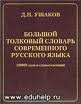 Д.Н. УШАКОВ
БОЛЬШОЙ
ТОЛКОВЫЙ СЛОВАРЬ
СОВРЕМЕННОГО
РУССКОГО ЯЗЫКА